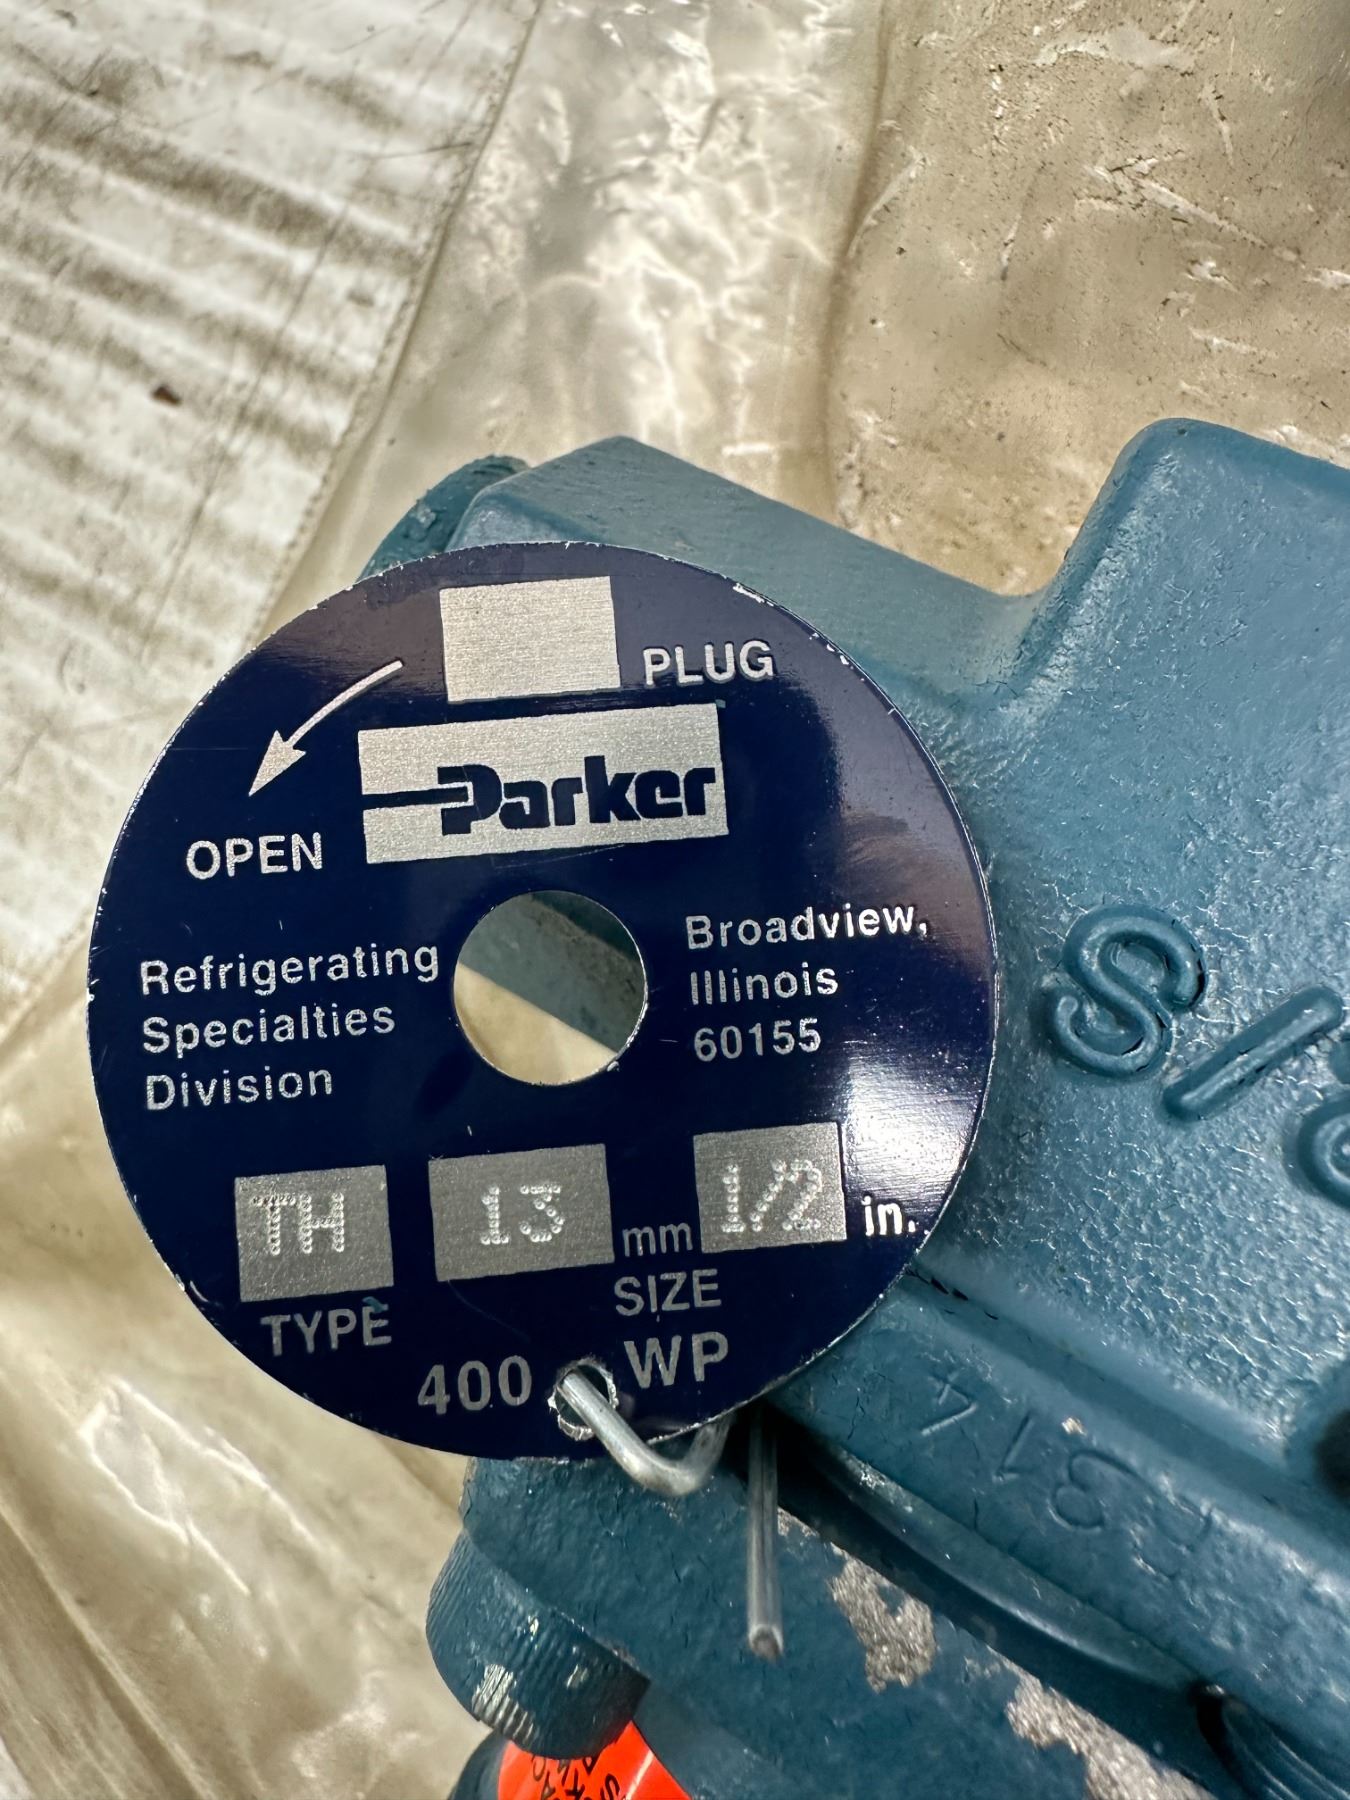 PLUG
Parker
OPEN
Refrigerating
Specialties
Division
Broadview,
Illinois
60155
TH
TYPE
13 mm 1/2 in.
SIZE
400 WP